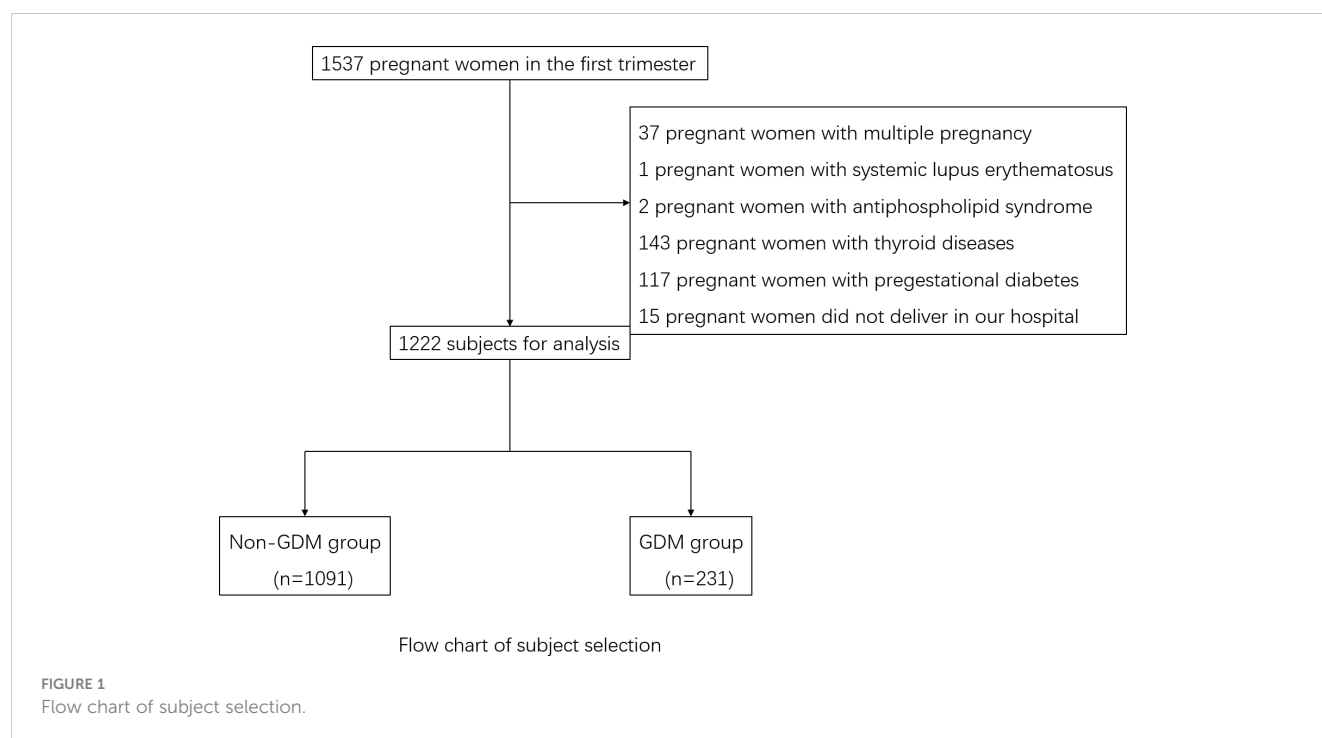 1537 pregnant women in the first trimester
37 pregnant women with multiple pregnancy
1 pregnant women with systemic lupus erythematosus
2 pregnant women with antiphospholipid syndrome
143 pregnant women with thyroid diseases
117 pregnant women with pregestational diabetes
15 pregnant women did not deliver in our hospital
1222 subjects for analysis
Non-GDM group
(n=1091)
GDM group
(n=231)
Flow chart of subject selection
FIGURE 1
Flow chart of subject selection.